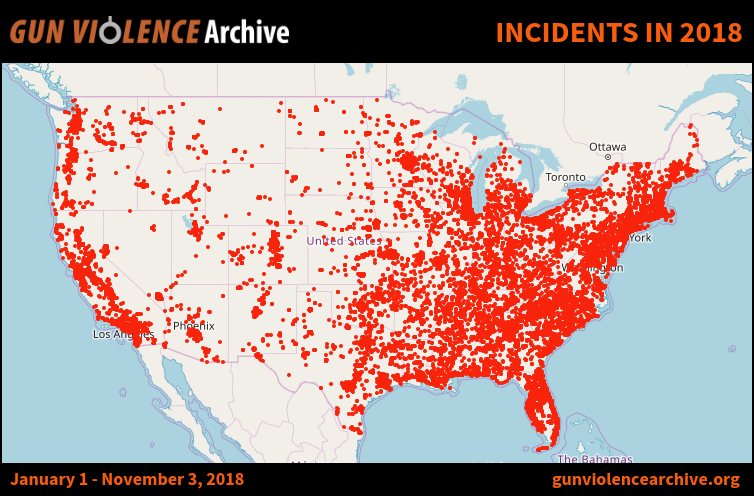 GUN VIOLENCE Archive
INCIDENTS IN 2018
Ottawa
Toronto
United States
York
Washington
Los Angeles
Phoenix
The Bahamas
January 1 - November 3, 2018
gunviolencearchive.org